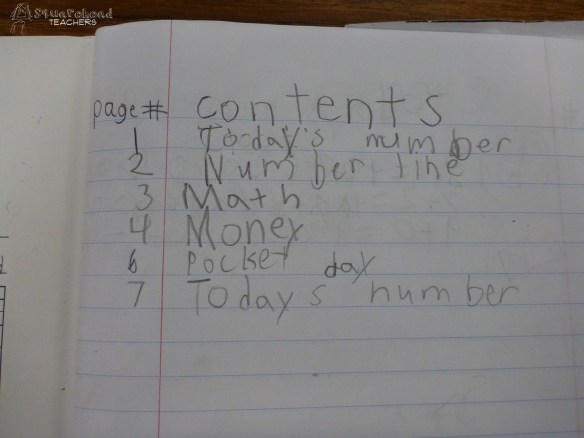 Squarehead
TEACHERS
page # contents
1 Today's number
2 Number line
3 Math
4 Money
6 pocket day
7 Todays number